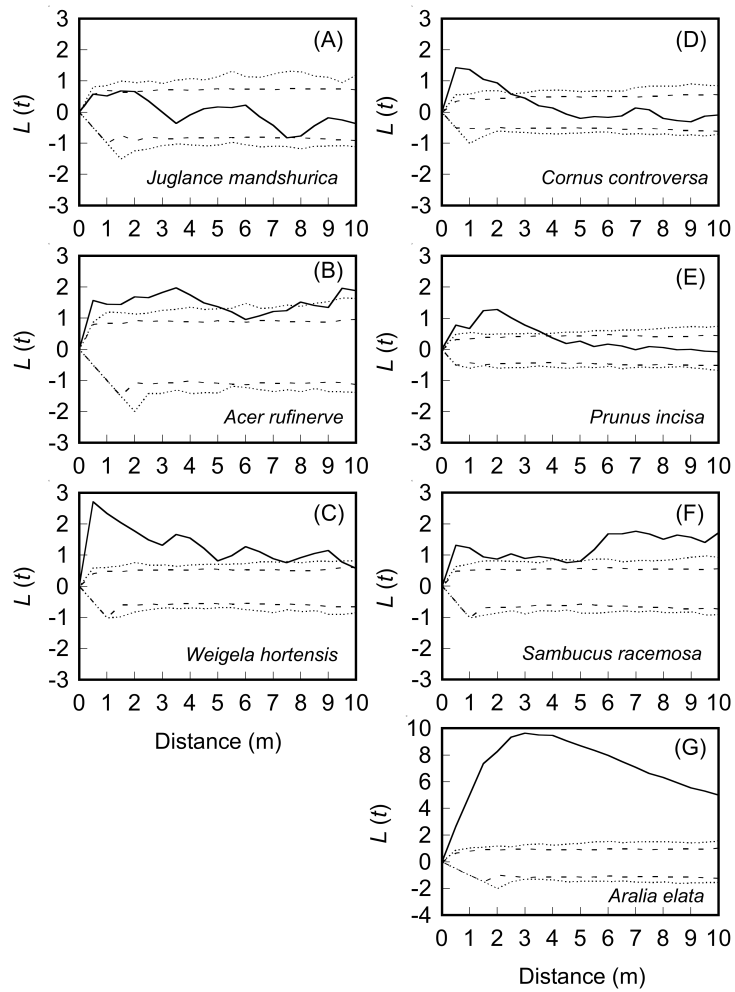 3
2
1
0
-1
-2
-3
L (t)
(A)
Juglance mandshurica
0 1 2 3 4 5 6 7 8 9 10
3
2
1
0
-1
-2
-3
L (t)
(B)
Acer rufinerve
0 1 2 3 4 5 6 7 8 9 10
3
2
1
0
-1
-2
-3
L (t)
(C)
Weigela hortensis
0 1 2 3 4 5 6 7 8 9 10
Distance (m)
3
2
1
0
-1
-2
-3
L (t)
(D)
Cornus controversa
0 1 2 3 4 5 6 7 8 9 10
3
2
1
0
-1
-2
-3
L (t)
(E)
Prunus incisa
0 1 2 3 4 5 6 7 8 9 10
3
2
1
0
-1
-2
-3
L (t)
(F)
Sambucus racemosa
0 1 2 3 4 5 6 7 8 9 10
10
8
6
4
2
0
-2
-4
L (t)
(G)
Aralia elata
0 1 2 3 4 5 6 7 8 9 10
Distance (m)